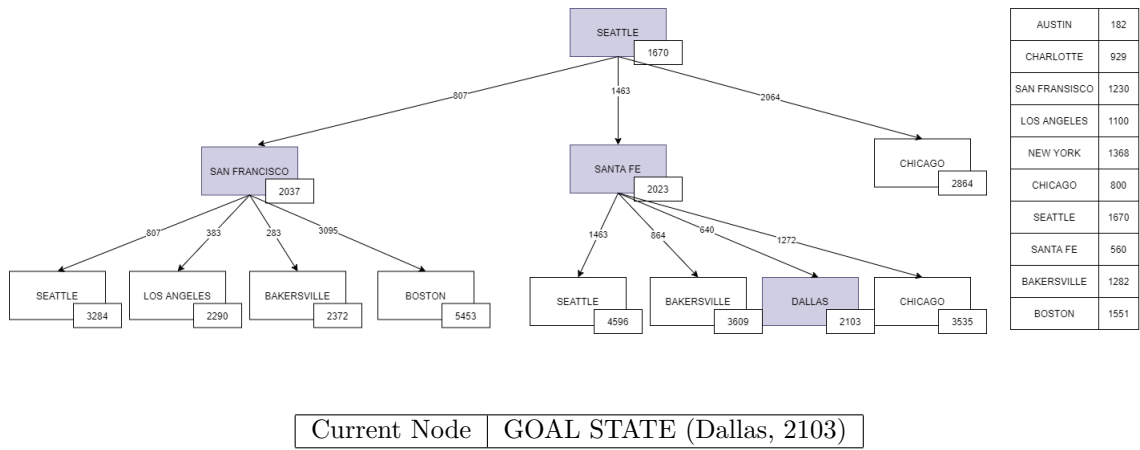 SEATTLE
1670
807
1463
2064
SAN FRANCISCO
2037
SANTA FE
2023
CHICAGO
2864
807
383
283
3095
1463
864
640
1272
SEATTLE
3284
LOS ANGELES
2290
BAKERSVILLE
2372
BOSTON
5453
SEATTLE
4596
BAKERSVILLE
3609
DALLAS
2103
CHICAGO
3535
AUSTIN 182
CHARLOTTE 929
SAN FRANSISCO 1230
LOS ANGELES 1100
NEW YORK 1368
CHICAGO 800
SEATTLE 1670
SANTA FE 560
BAKERSVILLE 1282
BOSTON 1551
Current Node GOAL STATE (Dallas, 2103)